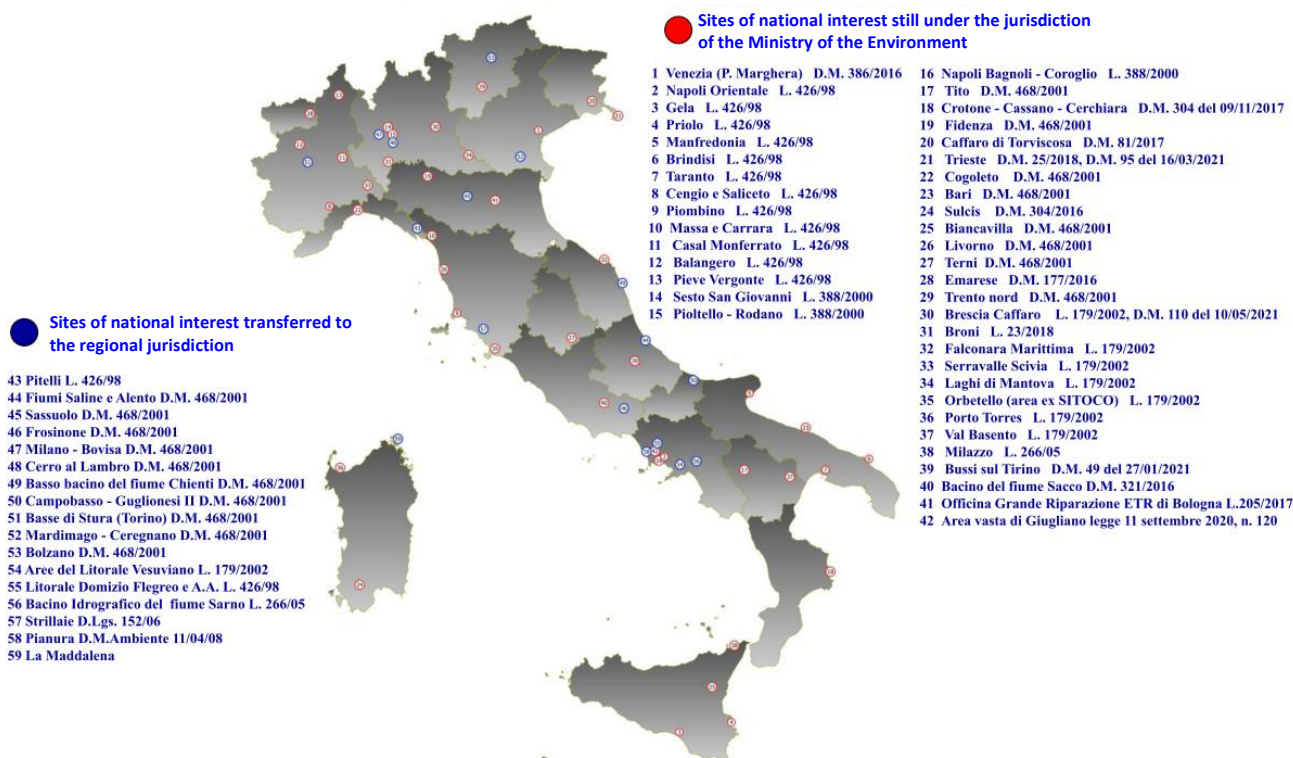 Sites of national interest still under the jurisdiction
of the Ministry of the Environment
1 Venezia (P. Marghera) D.M. 386/2016
2 Napoli Orientale L. 426/98
3 Gela L. 426/98
4 Priolo L. 426/98
5 Manfredonia L. 426/98
6 Brindisi L. 426/98
7 Taranto L. 426/98
8 Cengio e Saliceto L. 426/98
9 Piombino L. 426/98
10 Massa e Carrara L. 426/98
11 Casal Monferrato L. 426/98
12 Balangero L. 426/98
13 Pieve Vergonte L. 426/98
14 Sesto San Giovanni L. 388/2000
15 Pioltello - Rodano L. 388/2000
16 Napoli Bagnoli - Coroglio L. 388/2000
17 Tito D.M. 468/2001
18 Crotone - Cassano - Cerchiara D.M. 304 del 09/11/2017
19 Fidenza D.M. 468/2001
20 Caffaro di Torviscosa D.M. 81/2017
21 Trieste D.M. 25/2018, D.M. 95 del 16/03/2021
22 Cogoleto D.M. 468/2001
23 Bari D.M. 468/2001
24 Sulcis D.M. 304/2016
25 Biancavilla D.M. 468/2001
26 Livorno D.M. 468/2001
27 Terni D.M. 468/2001
28 Emarese D.M. 177/2016
29 Trento nord D.M. 468/2001
30 Brescia Caffaro L. 179/2002, D.M. 110 del 10/05/2021
31 Broni L. 23/2018
32 Falconara Marittima L. 179/2002
33 Serravalle Scivia L. 179/2002
34 Laghi di Mantova L. 179/2002
35 Orbetello (area ex SITOCO) L. 179/2002
36 Porto Torres L. 179/2002
37 Val Basento L. 179/2002
38 Milazzo L. 266/05
39 Bussi sul Tirino D.M. 49 del 27/01/2021
40 Bacino del fiume Sacco D.M. 321/2016
41 Officina Grande Riparazione ETR di Bologna L.205/2017
42 Area vasta di Giugliano legge 11 settembre 2020, n. 120
Sites of national interest transferred to
the regional jurisdiction
43 Pitelli L. 426/98
44 Fiumi Saline e Alento D.M. 468/2001
45 Sassuolo D.M. 468/2001
46 Frosinone D.M. 468/2001
47 Milano - Bovisa D.M. 468/2001
48 Cerro al Lambro D.M. 468/2001
49 Basso bacino del fiume Chienti D.M. 468/2001
50 Campobasso - Guglionesi II D.M. 468/2001
51 Basse di Stura (Torino) D.M. 468/2001
52 Mardimago - Ceregnano D.M. 468/2001
53 Bolzano D.M. 468/2001
54 Aree del Litorale Vesuviano L. 179/2002
55 Litorale Domizio Flegreo e A.A. L. 426/98
56 Bacino Idrografico del fiume Sarno L. 266/05
57 Strillaie D.Lgs. 152/06
58 Pianura D.M.Ambiente 11/04/08
59 La Maddalena